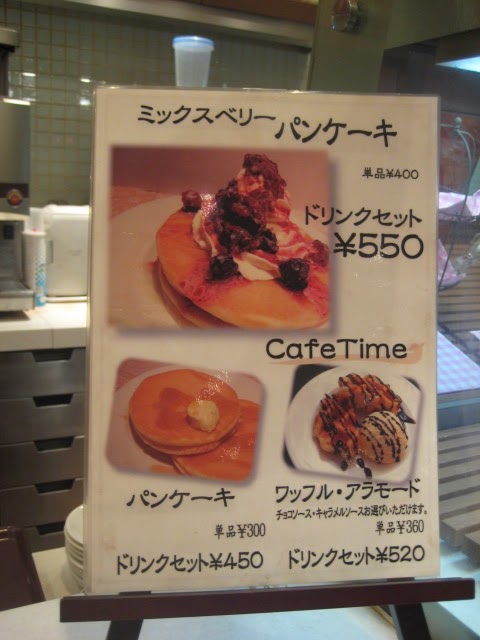 ミックスベリーパンケーキ
単品¥400
ドリンクセット
¥550
CafeTime
パンケーキ
単品¥300
ドリンクセット¥450
ワッフル・アラモード
チョコソース・キャラメルソースお選びいただけます。
単品¥360
ドリンクセット¥520